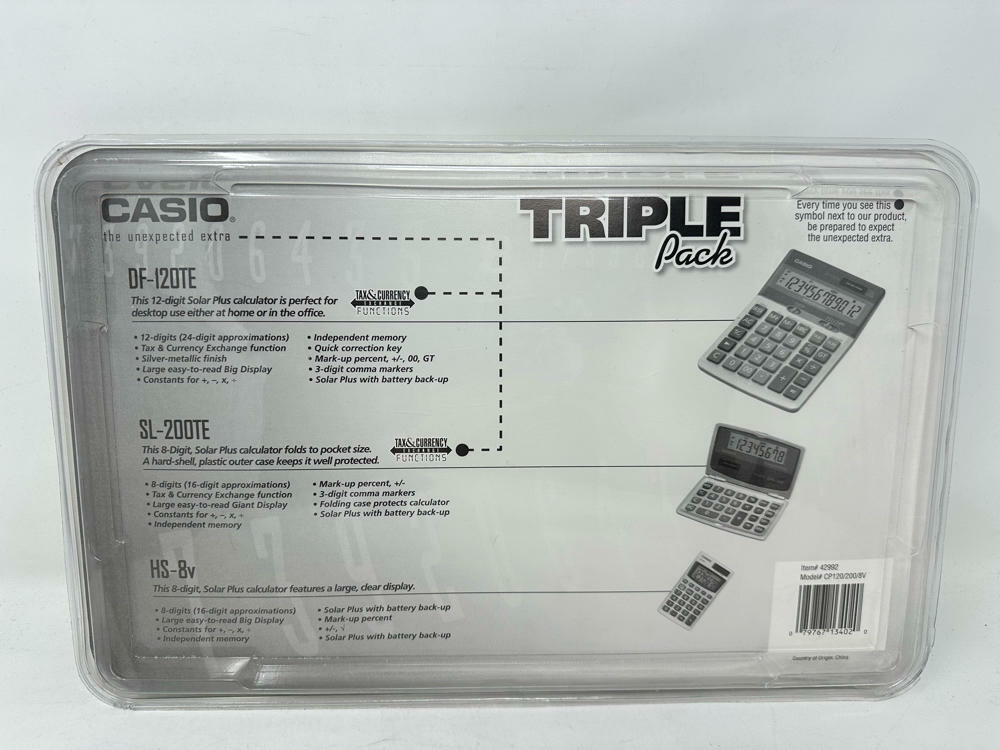 CASIO®
the unexpected extra
TRIPLE
Pack
Every time you see this ●
symbol next to our product,
be prepared to expect
the unexpected extra.
DF-120TE
This 12-digit Solar Plus calculator is perfect for
desktop use either at home or in the office.
TAX & CURRENCY
EXCHANGE
FUNCTIONS
• 12-digits (24-digit approximations)
• Tax & Currency Exchange function
• Silver-metallic finish
• Large easy-to-read Big Display
• Constants for +, –, x, ÷
• Independent memory
• Quick correction key
• Mark-up percent, +/-, 00, GT
• 3-digit comma markers
• Solar Plus with battery back-up
CASIO
123456789012
SL-200TE
This 8-Digit, Solar Plus calculator folds to pocket size.
A hard-shell, plastic outer case keeps it well protected.
TAX & CURRENCY
EXCHANGE
FUNCTIONS
• 8-digits (16-digit approximations)
• Tax & Currency Exchange function
• Large easy-to-read Giant Display
• Constants for +, –, x, ÷
• Independent memory
• Mark-up percent, +/-
• 3-digit comma markers
• Folding case protects calculator
• Solar Plus with battery back-up
12345678
HS-8v
This 8-digit, Solar Plus calculator features a large, clear display.
• 8-digits (16-digit approximations)
• Large easy-to-read Big Display
• Constants for +, –, x, ÷
• Independent memory
• Solar Plus with battery back-up
• Mark-up percent
• +/-, √
• Solar Plus with battery back-up
Item# 42992
Model# CP120/200/8V
0 79767 13402 0
Country of Origin: China